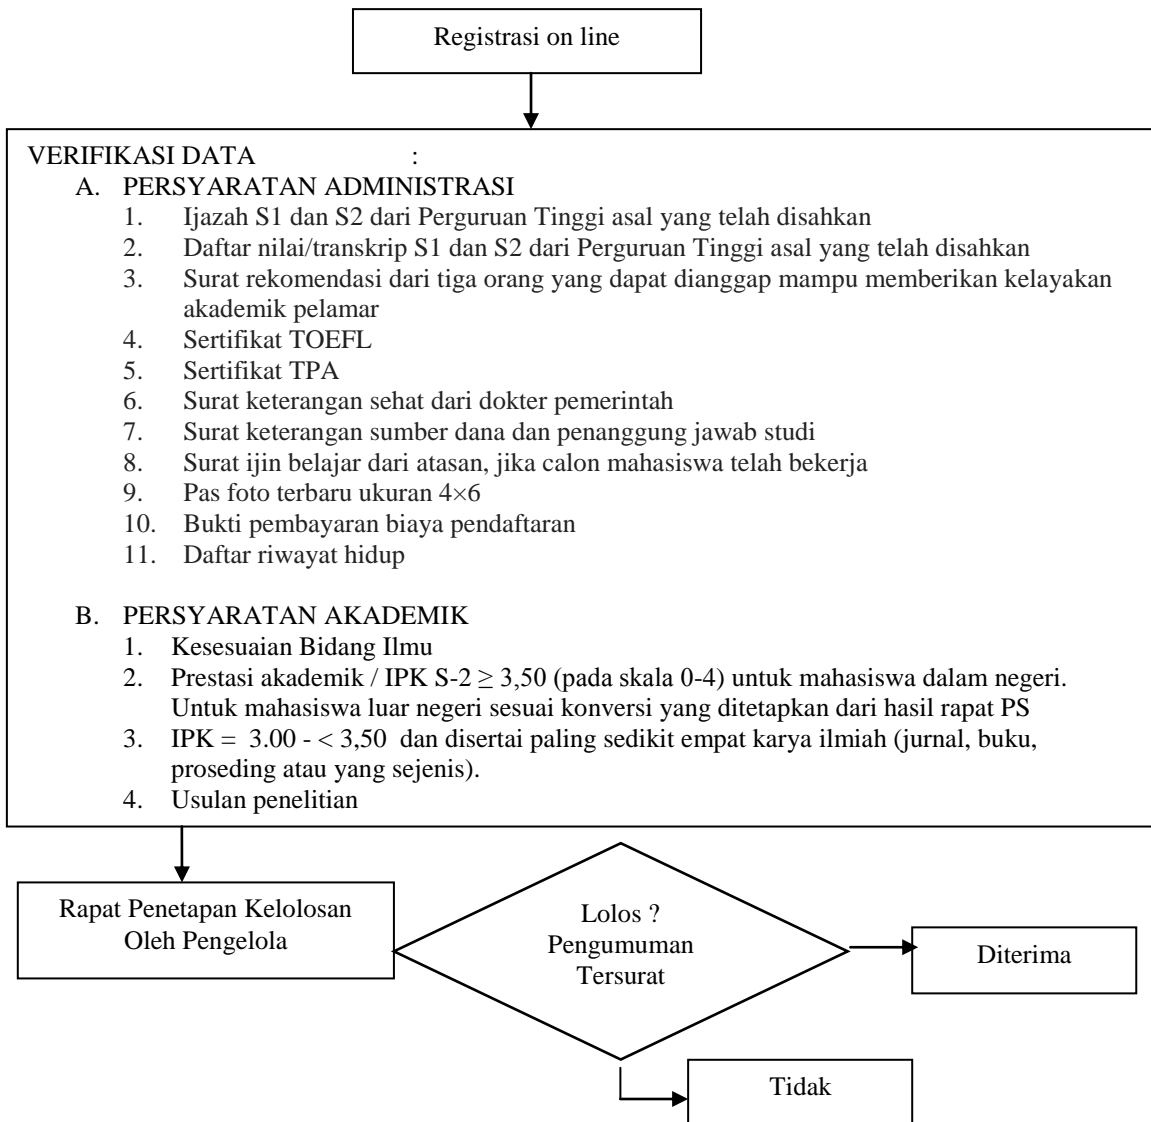 Registrasi on line
VERIFIKASI DATA :
A. PERSYARATAN ADMINISTRASI
1. Ijazah S1 dan S2 dari Perguruan Tinggi asal yang telah disahkan
2. Daftar nilai/transkrip S1 dan S2 dari Perguruan Tinggi asal yang telah disahkan
3. Surat rekomendasi dari tiga orang yang dapat dianggap mampu memberikan kelayakan
akademik pelamar
4. Sertifikat TOEFL
5. Sertifikat TPA
6. Surat keterangan sehat dari dokter pemerintah
7. Surat keterangan sumber dana dan penanggung jawab studi
8. Surat ijin belajar dari atasan, jika calon mahasiswa telah bekerja
9. Pas foto terbaru ukuran 4×6
10. Bukti pembayaran biaya pendaftaran
11. Daftar riwayat hidup
B. PERSYARATAN AKADEMIK
1. Kesesuaian Bidang Ilmu
2. Prestasi akademik / IPK S-2 ≥ 3,50 (pada skala 0-4) untuk mahasiswa dalam negeri.
Untuk mahasiswa luar negeri sesuai konversi yang ditetapkan dari hasil rapat PS
3. IPK = 3.00 - < 3,50 dan disertai paling sedikit empat karya ilmiah (jurnal, buku,
proseding atau yang sejenis).
4. Usulan penelitian
Rapat Penetapan Kelolosan
Oleh Pengelola
Lolos ?
Pengumuman
Tersurat
Diterima
Tidak